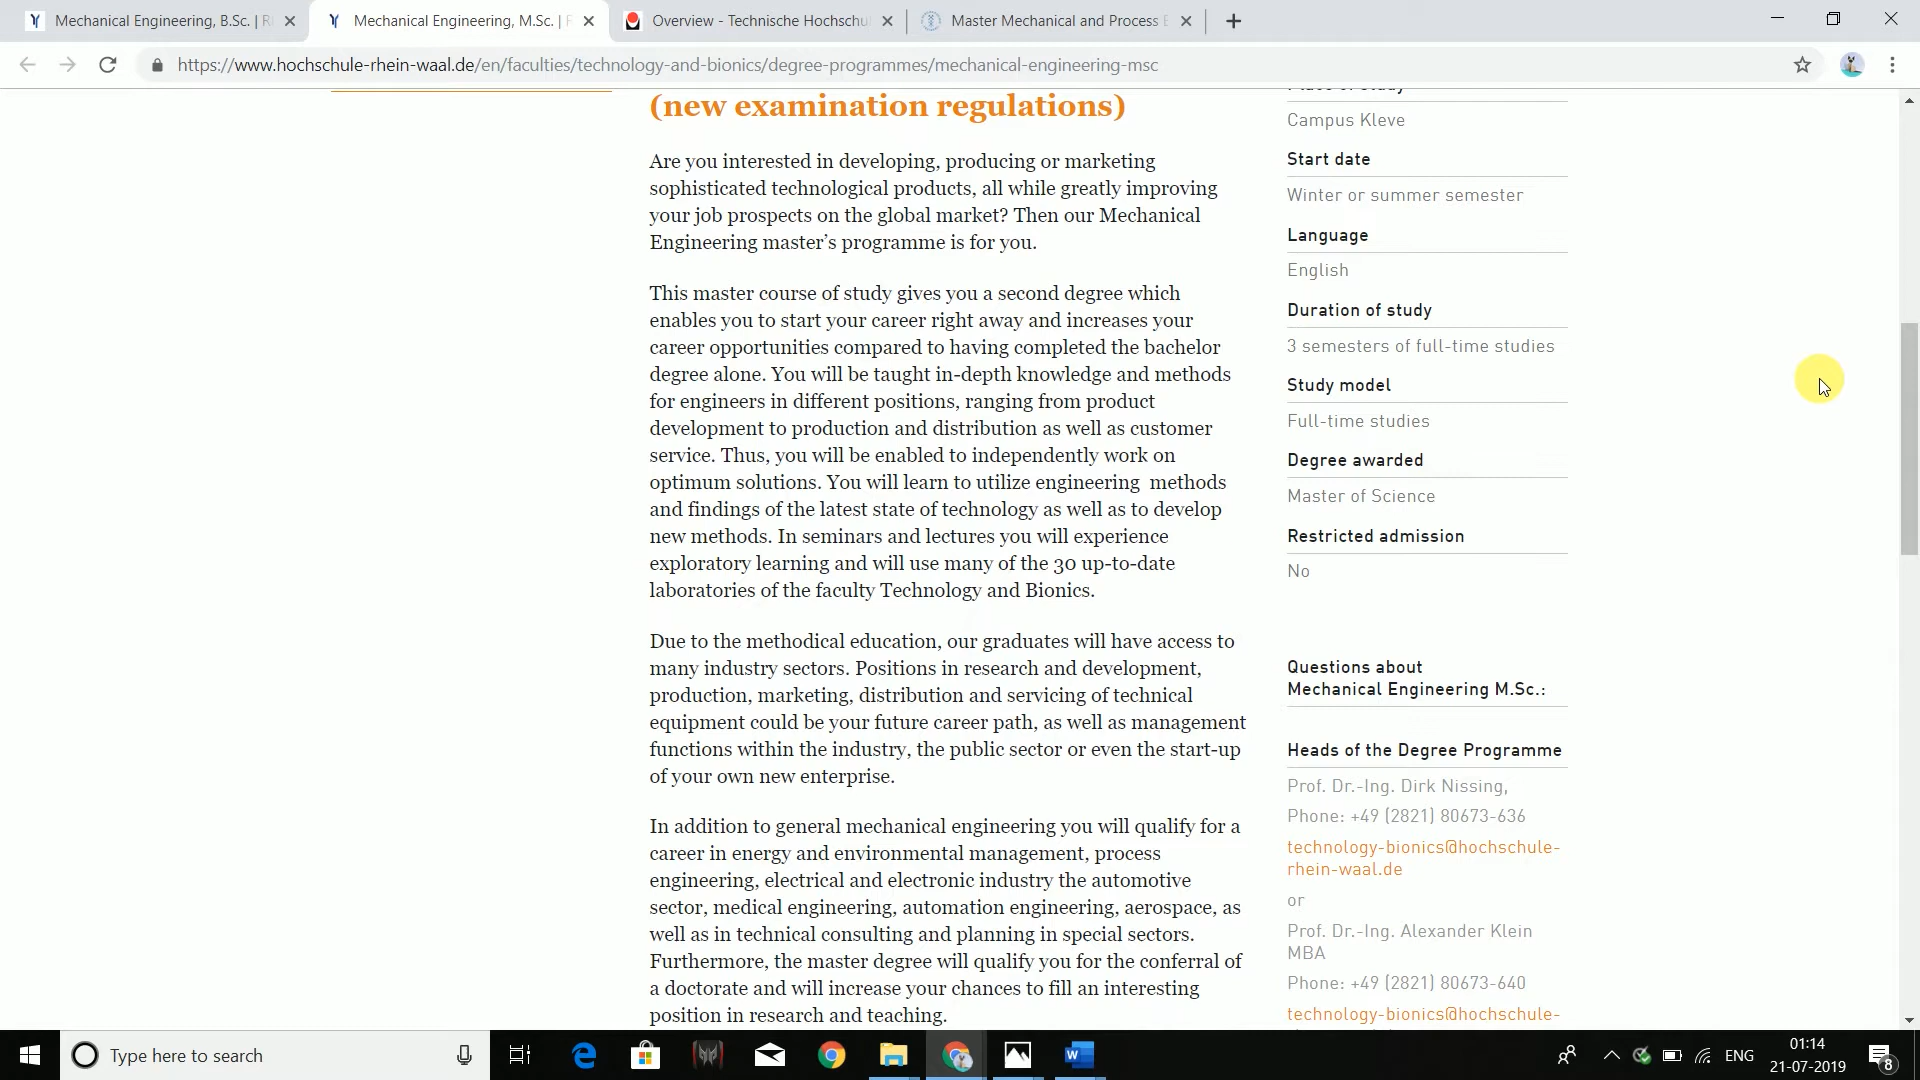 Mechanical Engineering, B.Sc. | R
Mechanical Engineering, M.Sc. | R
Overview - Technische Hochschul
Master Mechanical and Process E
https://www.hochschule-rhein-waal.de/en/faculties/technology-and-bionics/degree-programmes/mechanical-engineering-msc
(new examination regulations)
Are you interested in developing, producing or marketing
sophisticated technological products, all while greatly improving
your job prospects on the global market? Then our Mechanical
Engineering master’s programme is for you.
This master course of study gives you a second degree which
enables you to start your career right away and increases your
career opportunities compared to having completed the bachelor
degree alone. You will be taught in-depth knowledge and methods
for engineers in different positions, ranging from product
development to production and distribution as well as customer
service. Thus, you will be enabled to independently work on
optimum solutions. You will learn to utilize engineering  methods
and findings of the latest state of technology as well as to develop
new methods. In seminars and lectures you will experience
exploratory learning and will use many of the 30 up-to-date
laboratories of the faculty Technology and Bionics.
Due to the methodical education, our graduates will have access to
many industry sectors. Positions in research and development,
production, marketing, distribution and servicing of technical
equipment could be your future career path, as well as management
functions within the industry, the public sector or even the start-up
of your own new enterprise.
In addition to general mechanical engineering you will qualify for a
career in energy and environmental management, process
engineering, electrical and electronic industry the automotive
sector, medical engineering, automation engineering, aerospace, as
well as in technical consulting and planning in special sectors.
Furthermore, the master degree will qualify you for the conferral of
a doctorate and will increase your chances to fill an interesting
position in research and teaching.
Place of study
Campus Kleve
Start date
Winter or summer semester
Language
English
Duration of study
3 semesters of full-time studies
Study model
Full-time studies
Degree awarded
Master of Science
Restricted admission
No
Questions about
Mechanical Engineering M.Sc.:
Heads of the Degree Programme
Prof. Dr.-Ing. Dirk Nissing,
Phone: +49 (2821) 80673-636
technology-bionics@hochschule-
rhein-waal.de
or
Prof. Dr.-Ing. Alexander Klein
MBA
Phone: +49 (2821) 80673-640
technology-bionics@hochschule-
Type here to search
ENG
01:14
21-07-2019
8